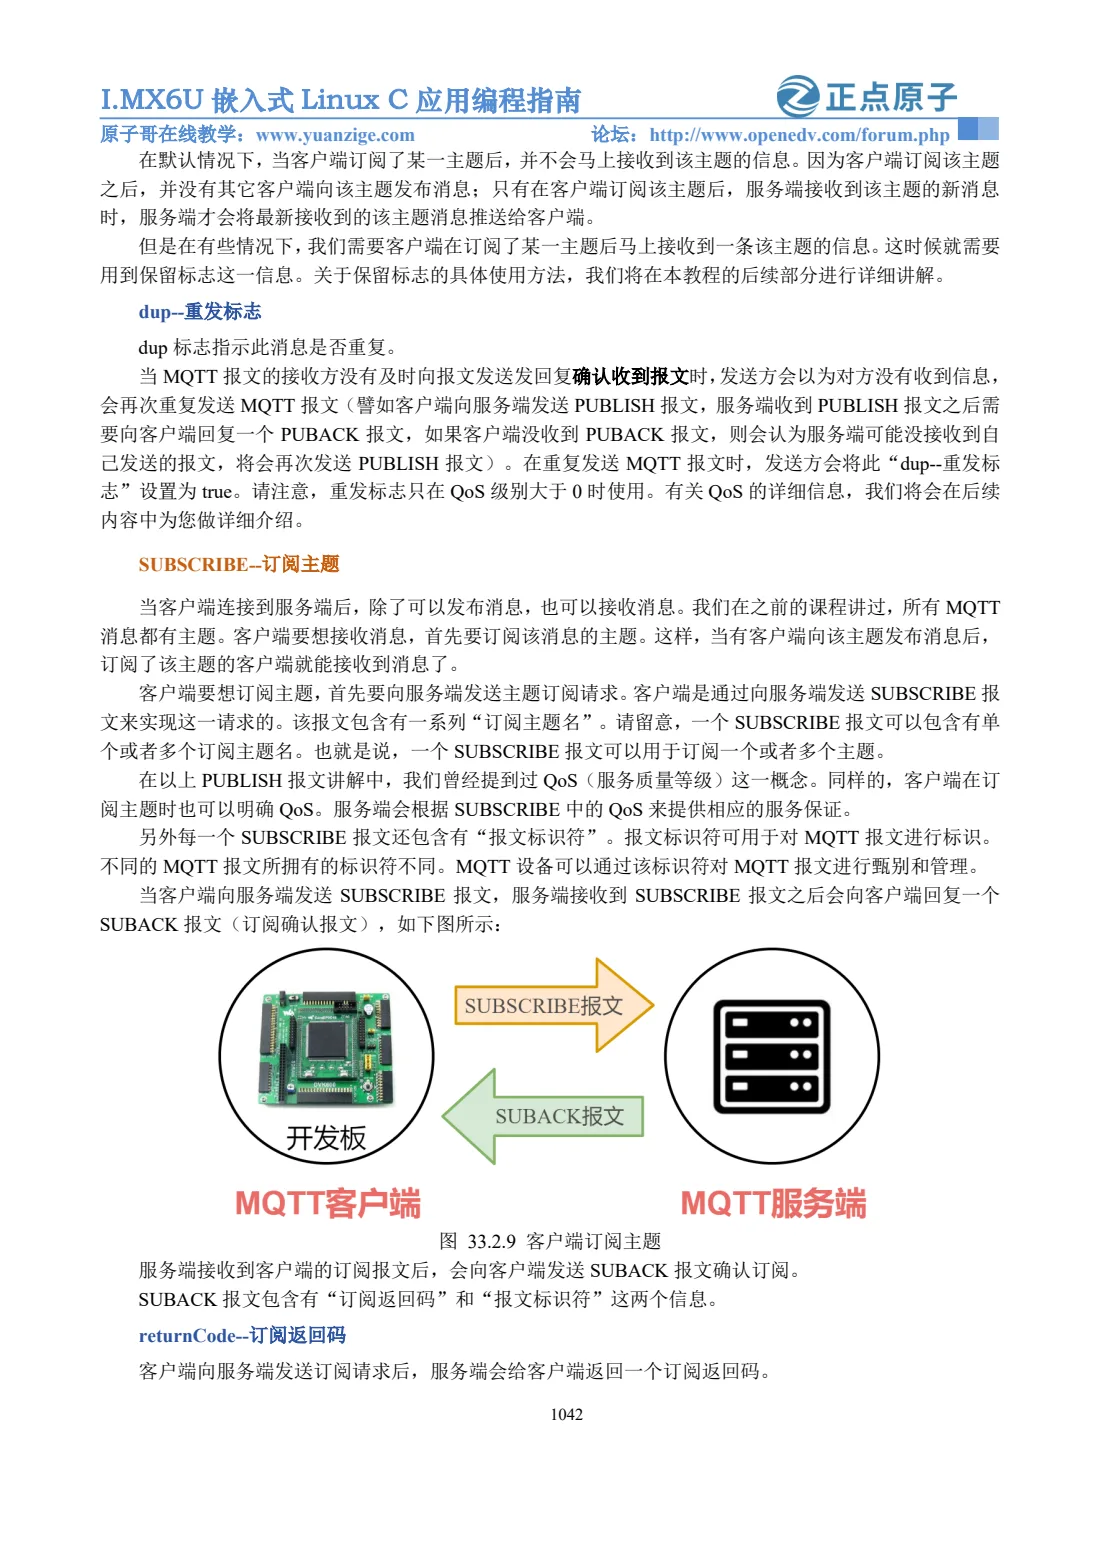 I.MX6U 嵌入式 Linux C 应用编程指南
正点原子
原子哥在线教学：www.yuanzige.com
论坛：http://www.openedv.com/forum.php
在默认情况下，当客户端订阅了某一主题后，并不会马上接收到该主题的信息。因为客户端订阅该主题
之后，并没有其它客户端向该主题发布消息；只有在客户端订阅该主题后，服务端接收到该主题的新消息
时，服务端才会将最新接收到的该主题消息推送给客户端。
但是在有些情况下，我们需要客户端在订阅了某一主题后马上接收到一条该主题的信息。这时候就需要
用到保留标志这一信息。关于保留标志的具体使用方法，我们将在本教程的后续部分进行详细讲解。
dup--重发标志
dup 标志指示此消息是否重复。
当 MQTT 报文的接收方没有及时向报文发送发回复确认收到报文时，发送方会以为对方没有收到信息，
会再次重复发送 MQTT 报文（譬如客户端向服务端发送 PUBLISH 报文，服务端收到 PUBLISH 报文之后需
要向客户端回复一个 PUBACK 报文，如果客户端没收到 PUBACK 报文，则会认为服务端可能没接收到自
己发送的报文，将会再次发送 PUBLISH 报文）。在重复发送 MQTT 报文时，发送方会将此“dup--重发标
志”设置为 true。请注意，重发标志只在 QoS 级别大于 0 时使用。有关 QoS 的详细信息，我们将会在后续
内容中为您做详细介绍。
SUBSCRIBE--订阅主题
当客户端连接到服务端后，除了可以发布消息，也可以接收消息。我们在之前的课程讲过，所有 MQTT
消息都有主题。客户端要想接收消息，首先要订阅该消息的主题。这样，当有客户端向该主题发布消息后，
订阅了该主题的客户端就能接收到消息了。
客户端要想订阅主题，首先要向服务端发送主题订阅请求。客户端是通过向服务端发送 SUBSCRIBE 报
文来实现这一请求的。该报文包含有一系列“订阅主题名”。请留意，一个 SUBSCRIBE 报文可以包含有单
个或者多个订阅主题名。也就是说，一个 SUBSCRIBE 报文可以用于订阅一个或者多个主题。
在以上 PUBLISH 报文讲解中，我们曾经提到过 QoS（服务质量等级）这一概念。同样的，客户端在订
阅主题时也可以明确 QoS。服务端会根据 SUBSCRIBE 中的 QoS 来提供相应的服务保证。
另外每一个 SUBSCRIBE 报文还包含有“报文标识符”。报文标识符可用于对 MQTT 报文进行标识。
不同的 MQTT 报文所拥有的标识符不同。MQTT 设备可以通过该标识符对 MQTT 报文进行甄别和管理。
当客户端向服务端发送 SUBSCRIBE 报文，服务端接收到 SUBSCRIBE 报文之后会向客户端回复一个
SUBACK 报文（订阅确认报文），如下图所示：
SUBSCRIBE报文
SUBACK报文
开发板
MQTT客户端
MQTT服务端
图 33.2.9 客户端订阅主题
服务端接收到客户端的订阅报文后，会向客户端发送 SUBACK 报文确认订阅。
SUBACK 报文包含有“订阅返回码”和“报文标识符”这两个信息。
returnCode--订阅返回码
客户端向服务端发送订阅请求后，服务端会给客户端返回一个订阅返回码。
1042